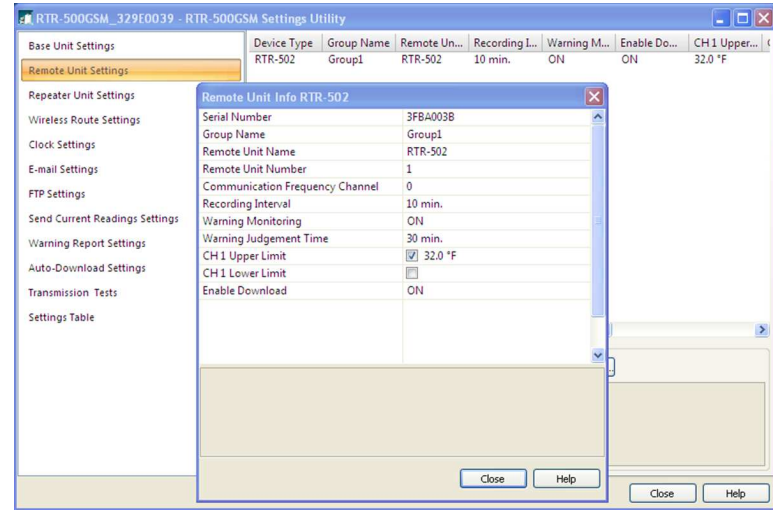 RTR-500GSM_329E0039 - RTR-500GSM Settings Utility
Base Unit Settings
Remote Unit Settings
Repeater Unit Settings
Wireless Route Settings
Clock Settings
E-mail Settings
FTP Settings
Send Current Readings Settings
Warning Report Settings
Auto-Download Settings
Transmission Tests
Settings Table
Device Type Group Name Remote Un... Recording I... Warning M... Enable Do... CH 1 Upper...
RTR-502 Group1 RTR-502 10 min. ON ON 32.0 °F
Remote Unit Info RTR-502
Serial Number 3FBA003B
Group Name Group1
Remote Unit Name RTR-502
Remote Unit Number 1
Communication Frequency Channel 0
Recording Interval 10 min.
Warning Monitoring ON
Warning Judgement Time 30 min.
CH 1 Upper Limit 32.0 °F
CH 1 Lower Limit
Enable Download ON
Close Help
Close Help